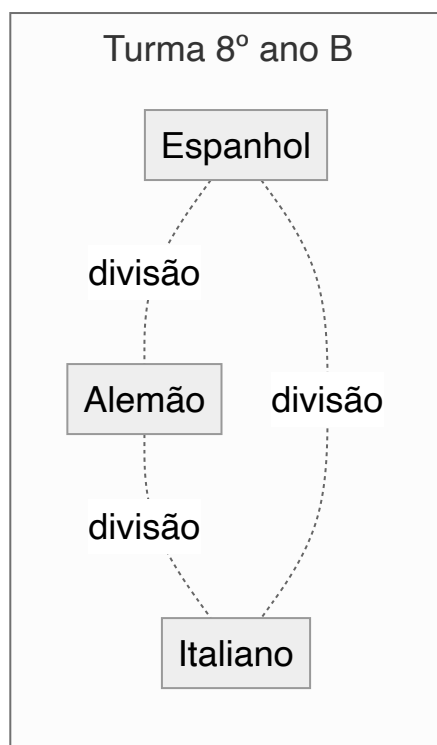 Turma 8º ano B
Espanhol
divisão
Alemão
divisão
divisão
Italiano